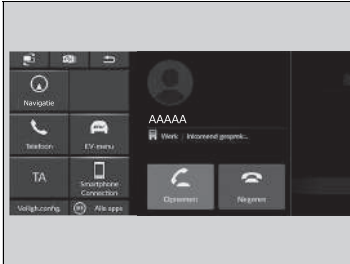 Navigatie
AAAAA
Werk | Inkomend gesprek...
Telefoon
EV-menu
TA
Smartphone
Connection
Opnemen
Negeren
Veiligh.config.
Alle apps